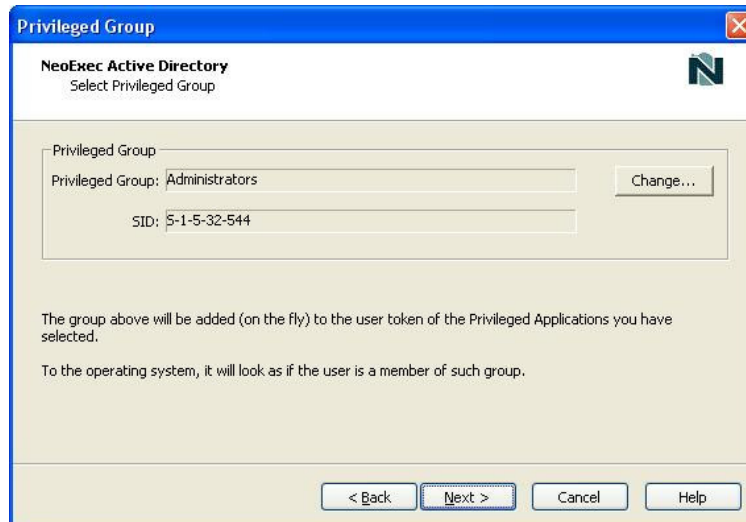 Privileged Group
NeoExec Active Directory
Select Privileged Group
Privileged Group
Privileged Group: Administrators
Change...
SID: S-1-5-32-544
The group above will be added (on the fly) to the user token of the Privileged Applications you have
selected.
To the operating system, it will look as if the user is a member of such group.
< Back
Next >
Cancel
Help